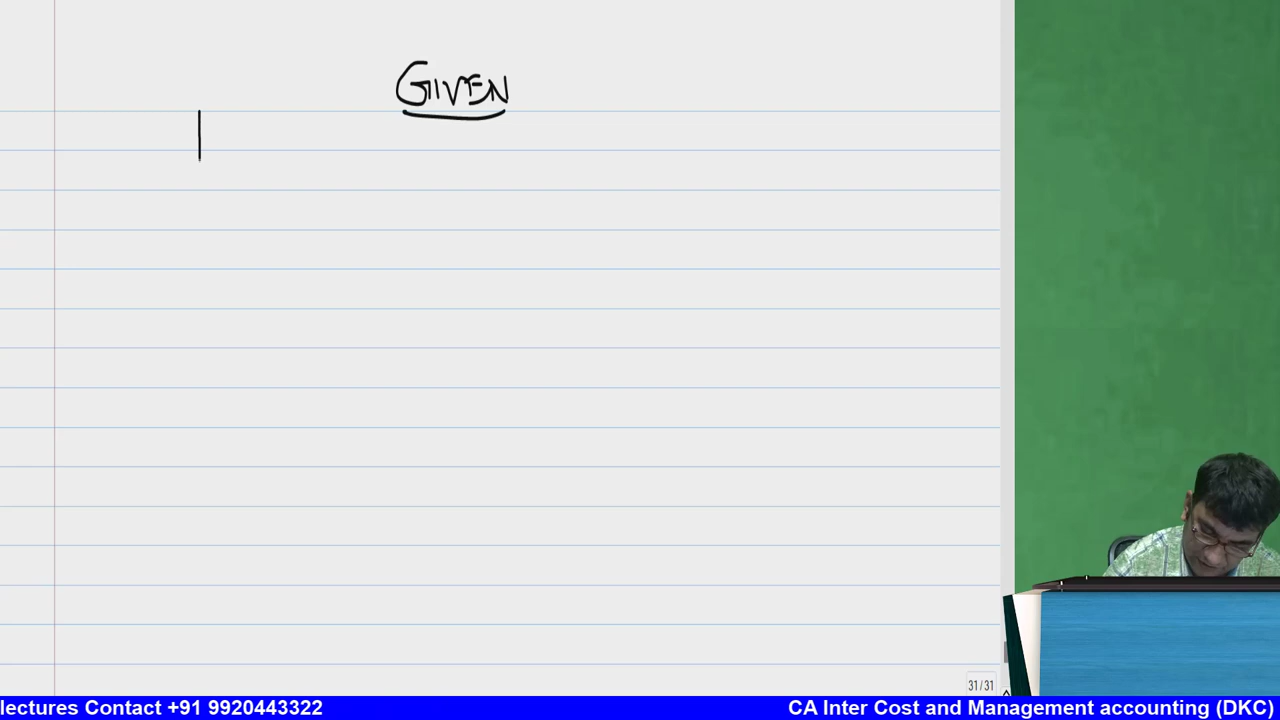 GIVEN
31/31
lectures Contact +91 9920443322
CA Inter Cost and Management accounting (DKC)